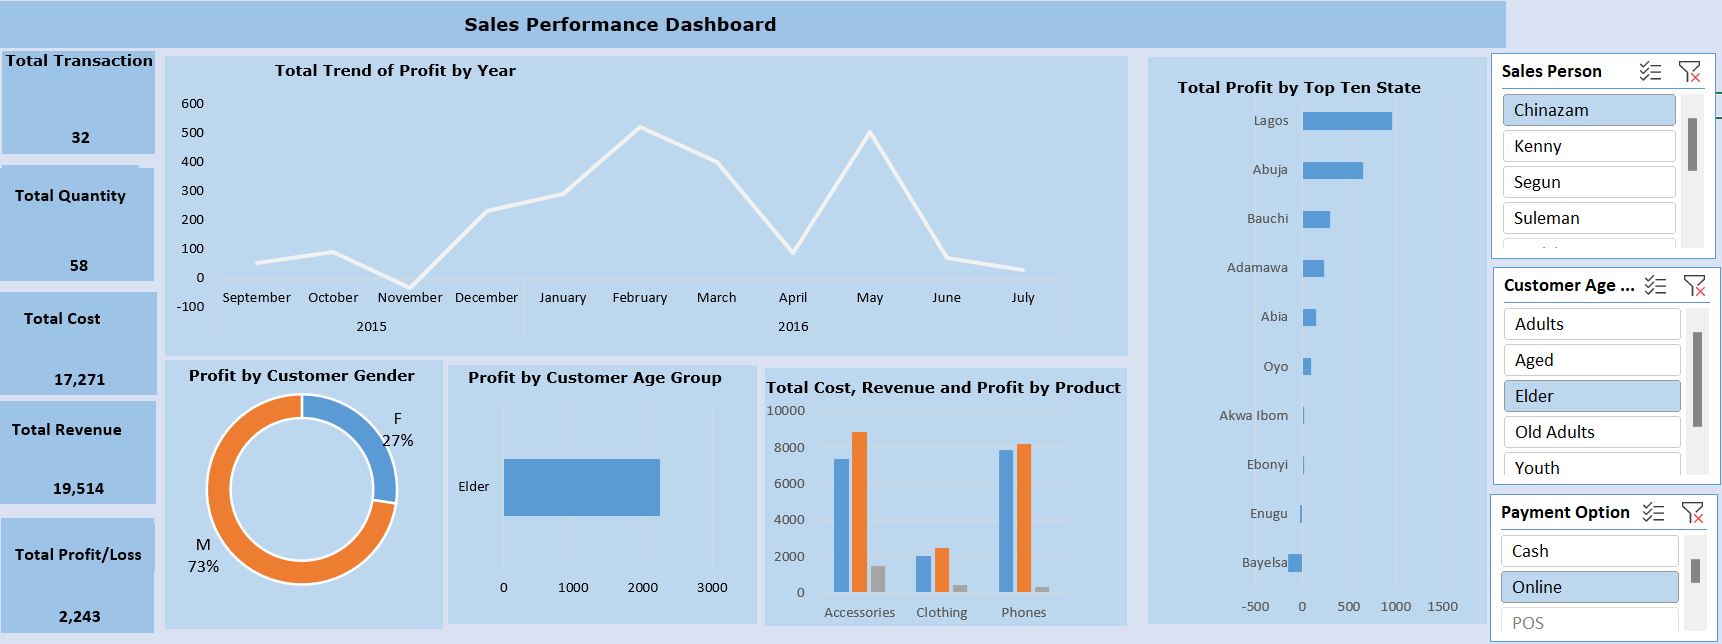 Sales Performance Dashboard
Total Transaction
32
Total Quantity
58
Total Cost
17,271
Total Revenue
19,514
Total Profit/Loss
2,243
Total Trend of Profit by Year
600
500
400
300
200
100
0
-100
September October November December January February March April May June July
2015 2016
Profit by Customer Gender
F
27%
M
73%
Profit by Customer Age Group
Elder
0 1000 2000 3000
Total Cost, Revenue and Profit by Product
10000
8000
6000
4000
2000
0
Accessories Clothing Phones
Total Profit by Top Ten State
Lagos
Abuja
Bauchi
Adamawa
Abia
Oyo
Akwa Ibom
Ebonyi
Enugu
Bayelsa
-500 0 500 1000 1500
Sales Person
Chinazam
Kenny
Segun
Suleman
Customer Age ...
Adults
Aged
Elder
Old Adults
Youth
Payment Option
Cash
Online
POS